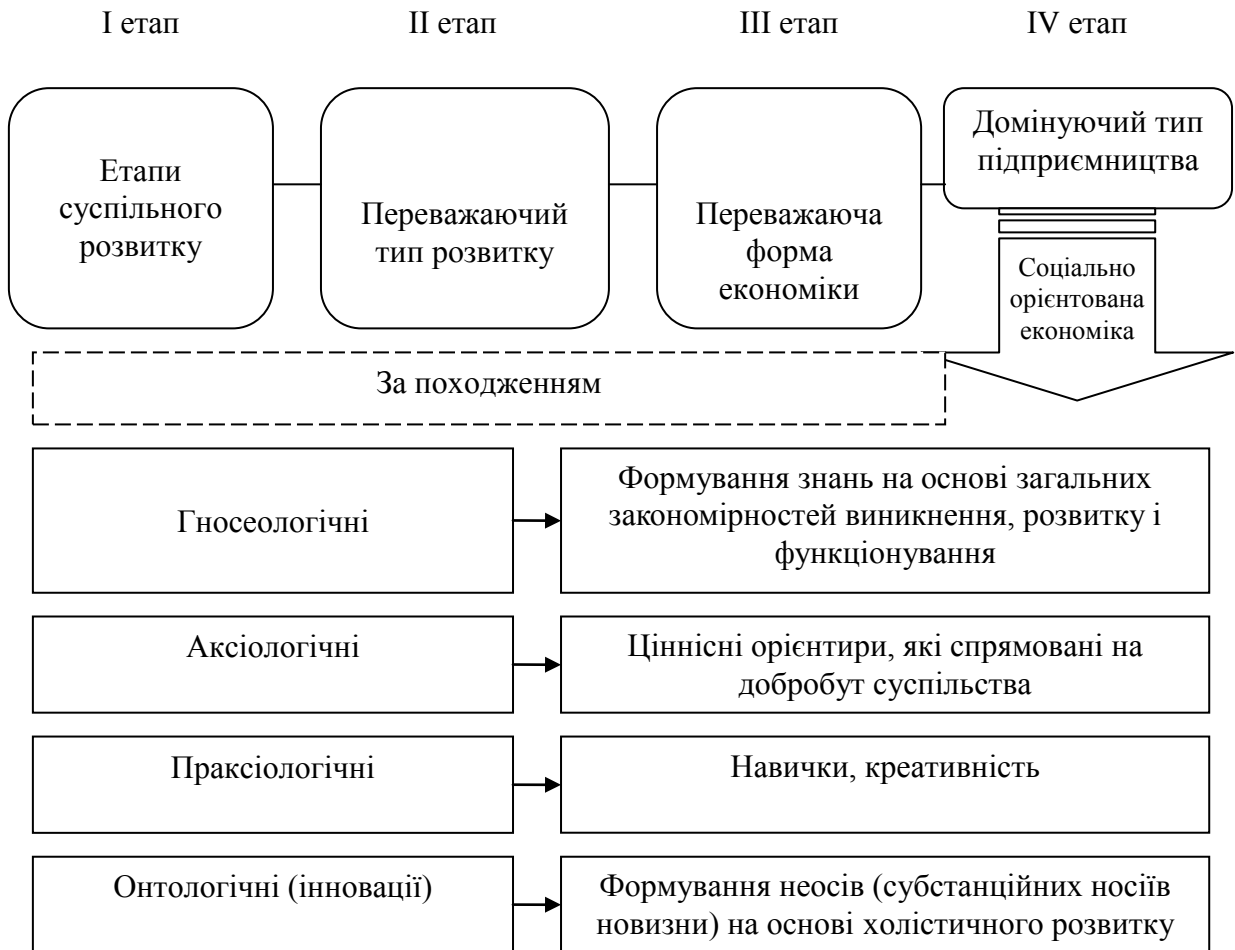 І етап
ІІ етап
ІІІ етап
IV етап
Етапи
суспільного
розвитку
Переважаючий
тип розвитку
Переважаюча
форма
економіки
Домінуючий тип
підприємництва
Соціально
орієнтована
економіка
За походженням
Гносеологічні
Формування знань на основі загальних
закономірностей виникнення, розвитку і
функціонування
Аксіологічні
Ціннісні орієнтири, які спрямовані на
добробут суспільства
Праксіологічні
Навички, креативність
Онтологічні (інновації)
Формування неосів (субстанційних носіїв
новизни) на основі холістичного розвитку